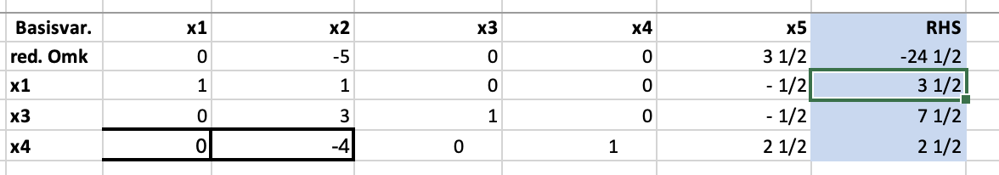 Basisvar. x1 x2 x3 x4 x5 RHS
red. Omk 0 -5 0 0 3 1/2 -24 1/2
x1 1 1 0 0 - 1/2 3 1/2
x3 0 3 1 0 - 1/2 7 1/2
x4 0 -4 0 1 2 1/2 2 1/2